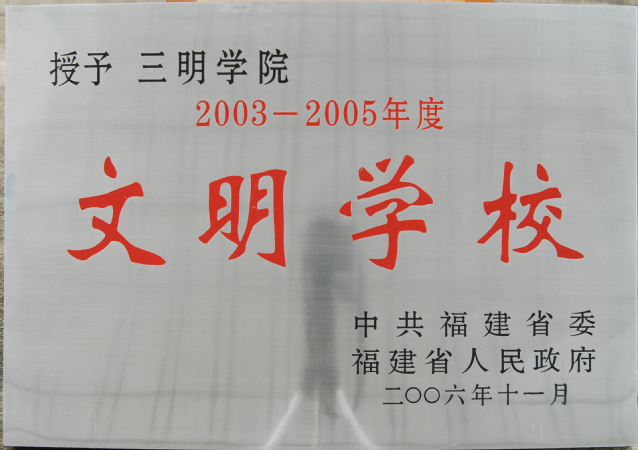 授予 三明学院
2003-2005年度
文明学校
中共福建省委
福建省人民政府
二〇〇六年十一月